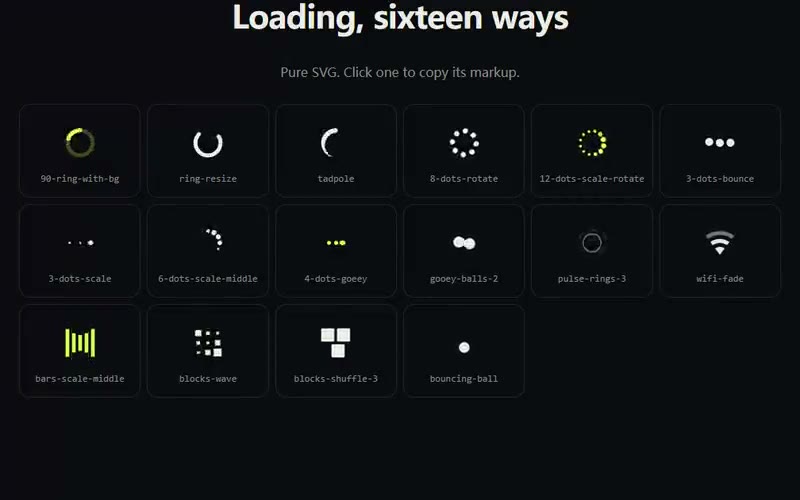 Loading, sixteen ways
Pure SVG. Click one to copy its markup.
90-ring-with-bg
ring-resize
tadpole
8-dots-rotate
12-dots-scale-rotate
3-dots-bounce
3-dots-scale
6-dots-scale-middle
4-dots-goeey
gooey-balls-2
pulse-rings-3
wifi-fade
bars-scale-middle
blocks-wave
blocks-shuffle-3
bouncing-ball